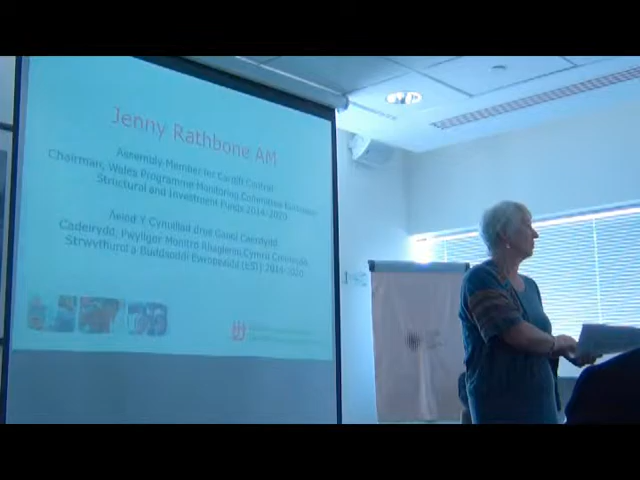 Jenny Rathbone AM
Assembly Member for Cardiff Central
Chairman, Wales Programme Monitoring Committee European
Structural and Investment Funds 2014-2020
Aelod Y Cynulliad dros Ganol Caerdydd
Cadeirydd, Pwyllgor Monitro Rhaglenni Cymru Cronfeydd
Strwythurol a Buddsoddi Ewropeaidd (ESI) 2014-2020